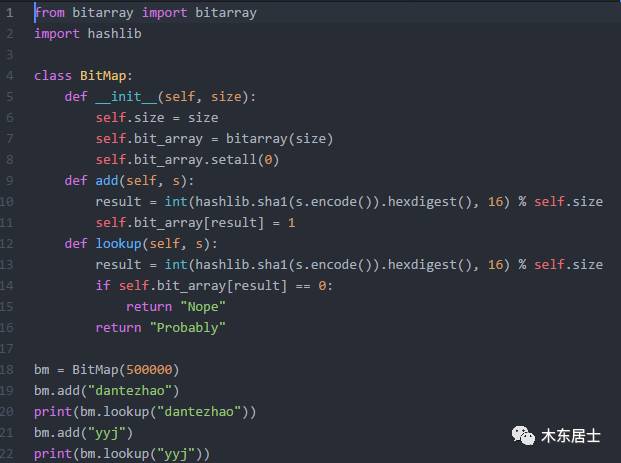 1 from bitarray import bitarray
2 import hashlib
3
4 class BitMap:
5     def __init__(self, size):
6         self.size = size
7         self.bit_array = bitarray(size)
8         self.bit_array.setall(0)
9     def add(self, s):
10         result = int(hashlib.sha1(s.encode()).hexdigest(), 16) % self.size
11         self.bit_array[result] = 1
12     def lookup(self, s):
13         result = int(hashlib.sha1(s.encode()).hexdigest(), 16) % self.size
14         if self.bit_array[result] == 0:
15             return "Nope"
16         return "Probably"
17
18 bm = BitMap(500000)
19 bm.add("dantezhao")
20 print(bm.lookup("dantezhao"))
21 bm.add("yyj")
22 print(bm.lookup("yyj"))
木东居士